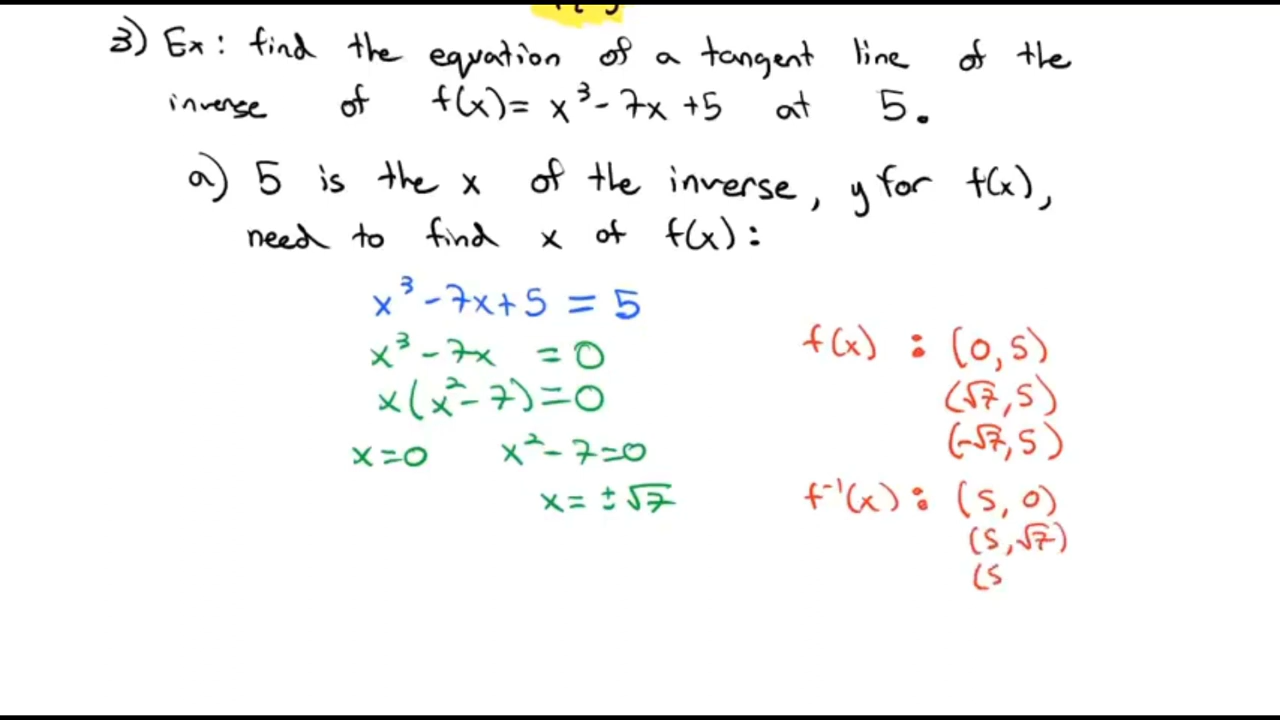 3) Ex: find the equation of a tangent line of the
inverse of f(x)= x³-7x+5 at 5.
a) 5 is the x of the inverse, y for f(x),
need to find x of f(x):
x³-7x+5 = 5
x³-7x = 0
x(x²-7)=0
x=0 x²-7=0
x= ±√7
f(x) : (0,5)
(√7,5)
(-√7,5)
f⁻¹(x): (5, 0)
(5,√7)
(5